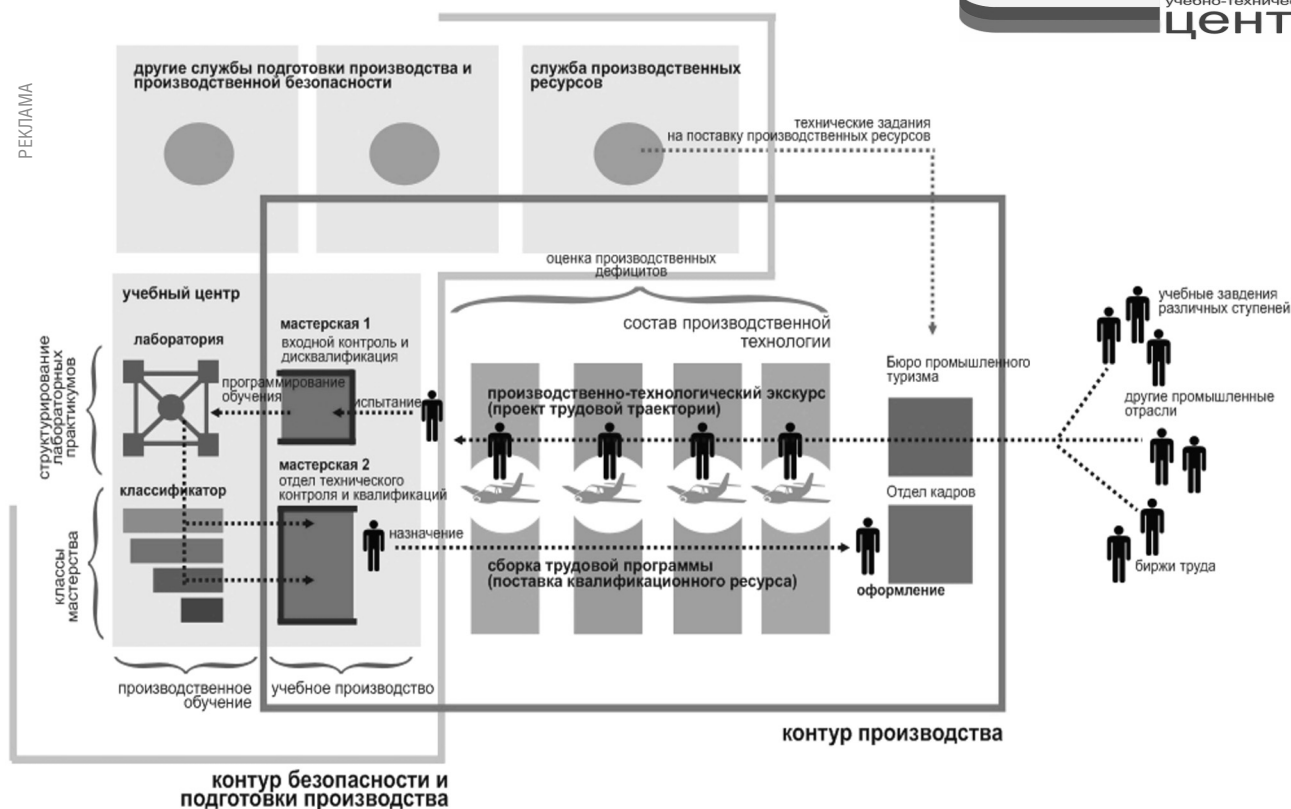 учебно-техничес
цент
РЕКЛАМА
другие службы подготовки производства и
производственной безопасности
служба производственных
ресурсов
технические задания
на поставку производственных ресурсов
оценка производственных
дефицитов
учебный центр
лаборатория
мастерская 1
входной контроль и
дисквалификация
состав производственной
технологии
учебные завдения
различных ступеней
Бюро промышленного
туризма
структурирование
лабораторных
практикумов
программирование
обучения
испытание
производственно-технологический экскурс
(проект трудовой траектории)
другие промышленные
отрасли
мастерская 2
отдел технического
контроля и квалификаций
классификатор
Отдел кадров
назначение
классы
мастерства
сборка трудовой программы
(поставка квалификационного ресурса)
оформление
биржи труда
производственное
обучение
учебное производство
контур производства
контур безопасности и
подготовки производства